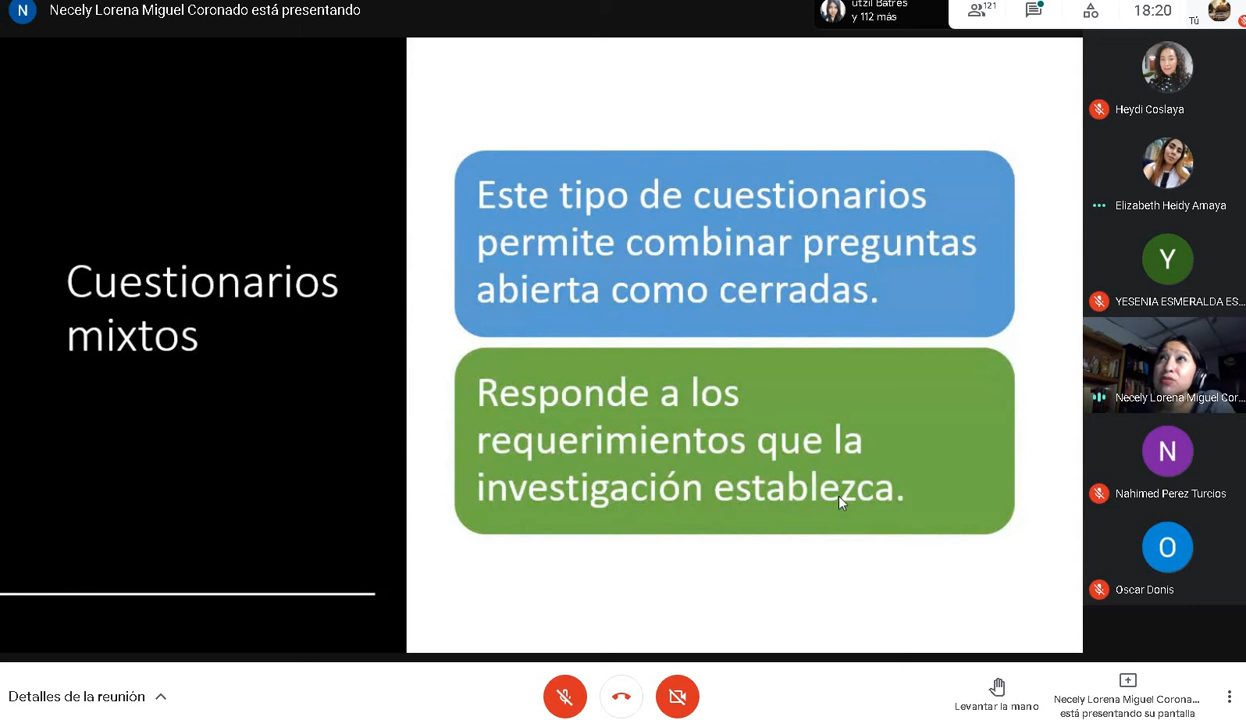 N
Necely Lorena Miguel Coronado está presentando
utzil Batres
y 112 más
121
18:20
Tú
Cuestionarios
mixtos
Este tipo de cuestionarios
permite combinar preguntas
abierta como cerradas.
Responde a los
requerimientos que la
investigación establezca.
Heydi Coslaya
Elizabeth Heidy Amaya
Y
YESENIA ESMERALDA ES...
Necely Lorena Miguel Cor...
N
Nahimed Perez Turcios
O
Oscar Donis
Detalles de la reunión
Levantar la mano
Necely Lorena Miguel Corona...
está presentando su pantalla